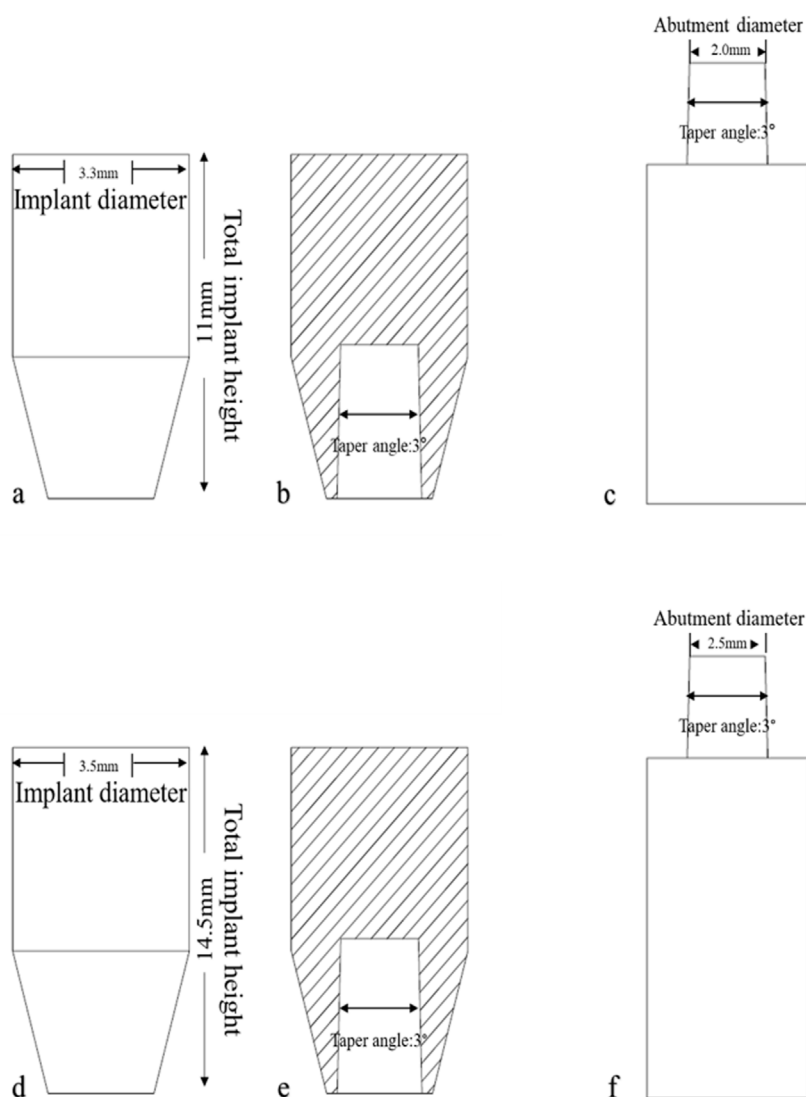 Abutment diameter
2.0mm
Taper angle:3°
3.3mm
Implant diameter
Total implant height
11mm
Taper angle:3°
a
b
c
Abutment diameter
2.5mm
Taper angle:3°
3.5mm
Implant diameter
Total implant height
14.5mm
Taper angle:3°
d
e
f